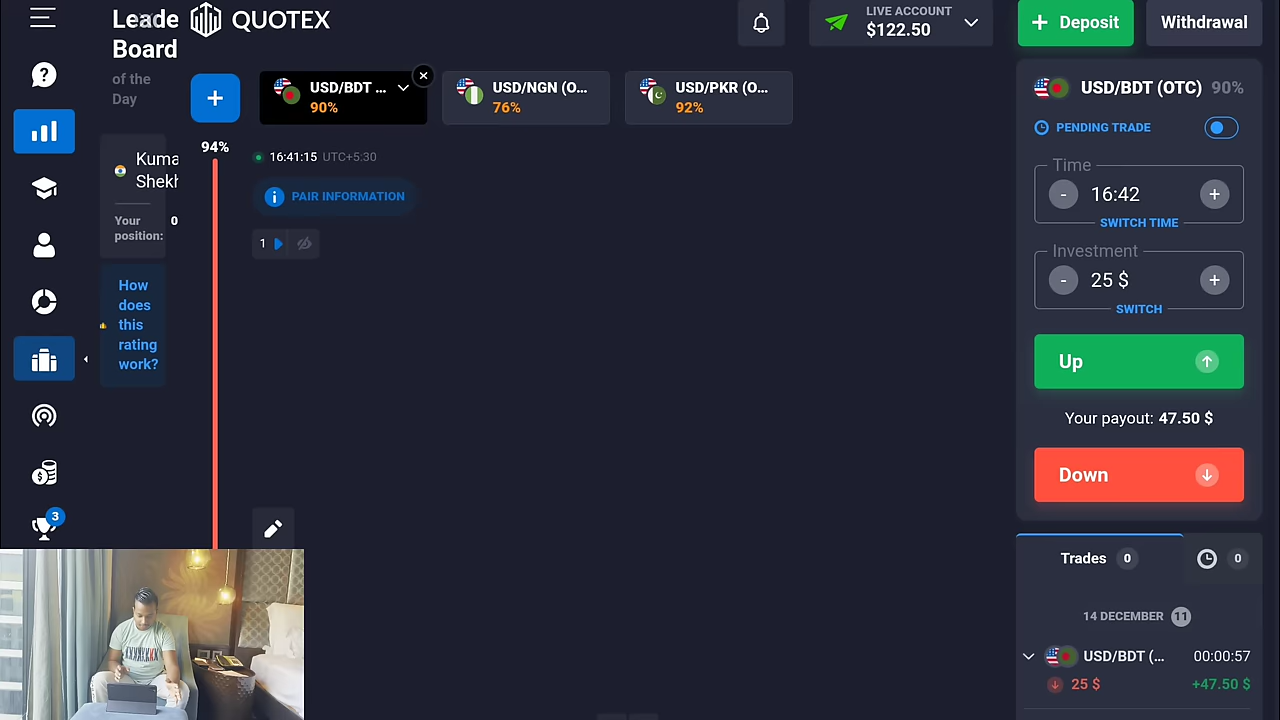 Leade
Board
of the
Day
QUOTEX
LIVE ACCOUNT
$122.50
+ Deposit
Withdrawal
+
USD/BDT ...
90%
USD/NGN (O...
76%
USD/PKR (O...
92%
94%
16:41:15 UTC+5:30
PAIR INFORMATION
1
Kuma
Shekh
Your
position:
0
How
does
this
rating
work?
3
USD/BDT (OTC) 90%
PENDING TRADE
Time
- 16:42 +
SWITCH TIME
Investment
- 25 $ +
SWITCH
Up
Your payout: 47.50 $
Down
Trades 0
0
14 DECEMBER 11
USD/BDT (... 00:00:57
25 $ +47.50 $